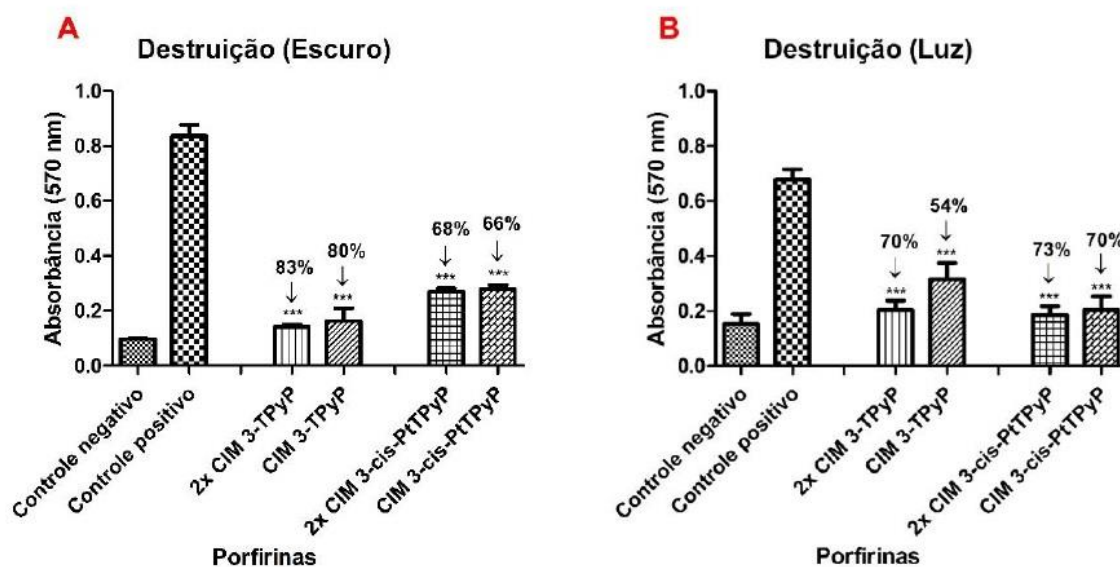 A
Destruição (Escuro)
Absorbância (570 nm)
1.0
0.8
0.6
0.4
0.2
0.0
83%
***
80%
***
68%
***
66%
***
Controle negativo
Controle positivo
2x CIM 3-TPyP
CIM 3-TPyP
2x CIM 3-cis-PtTPyP
CIM 3-cis-PtTPyP
Porfirinas
B
Destruição (Luz)
Absorbância (570 nm)
1.0
0.8
0.6
0.4
0.2
0.0
70%
***
54%
***
73%
***
70%
***
Controle negativo
Controle positivo
2x CIM 3-TPyP
CIM 3-TPyP
2x CIM 3-cis-PtTPyP
CIM 3-cis-PtTPyP
Porfirinas